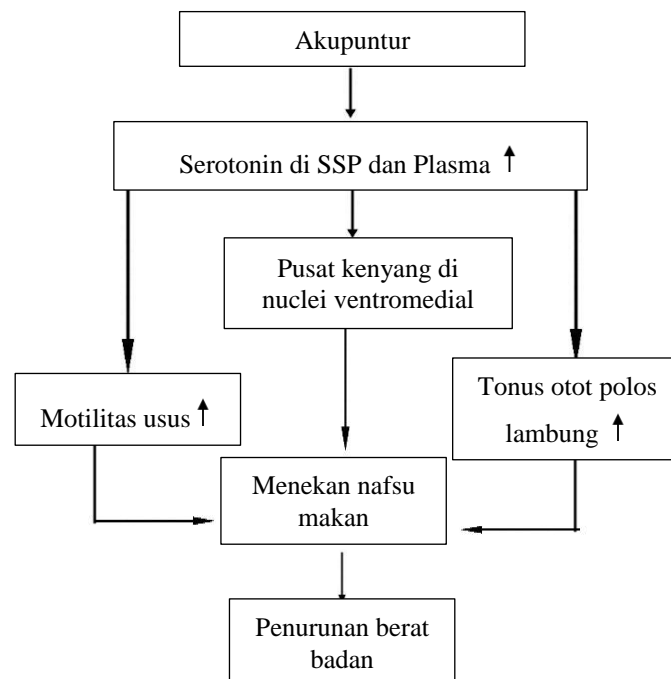 Akupuntur
Serotonin di SSP dan Plasma ↑
Pusat kenyang di
nuclei ventromedial
Motilitas usus ↑
Tonus otot polos
lambung ↑
Menekan nafsu
makan
Penurunan berat
badan